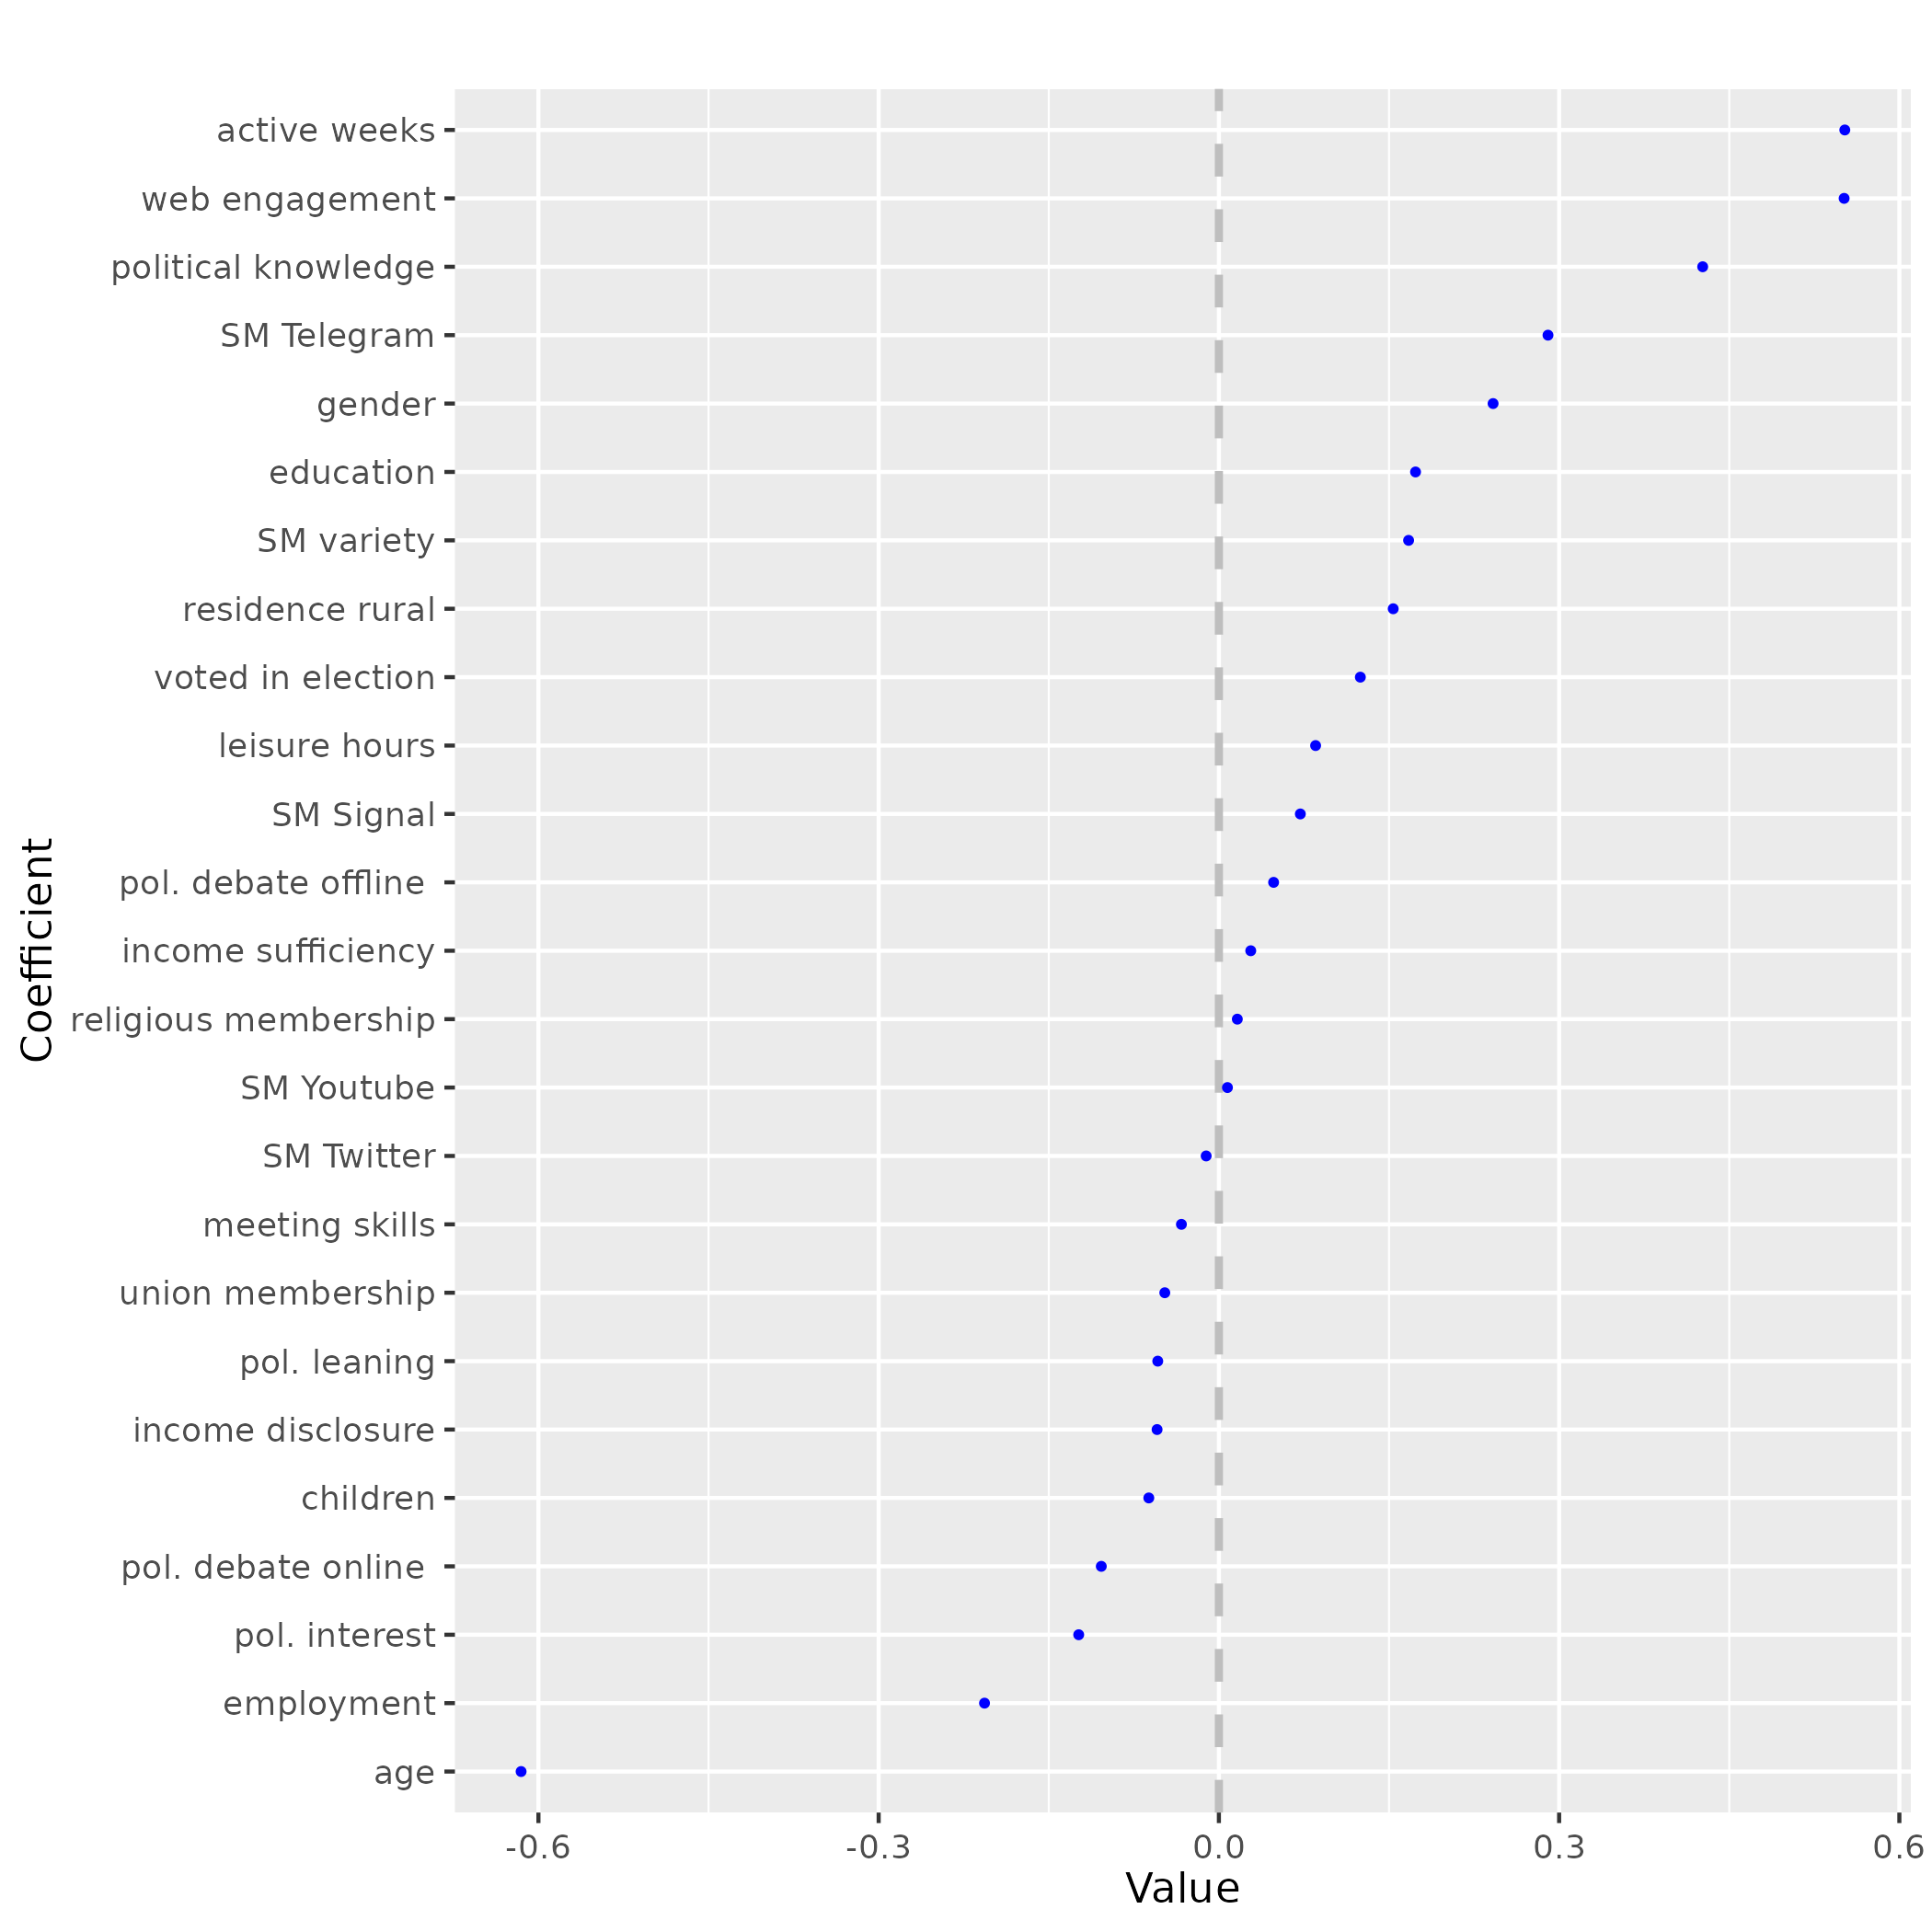 active weeks
web engagement
political knowledge
SM Telegram
gender
education
SM variety
residence rural
voted in election
leisure hours
SM Signal
pol. debate offline
income sufficiency
religious membership
SM Youtube
SM Twitter
meeting skills
union membership
pol. leaning
income disclosure
children
pol. debate online
pol. interest
employment
age
Coefficient
-0.6 -0.3 0.0 0.3 0.6
Value